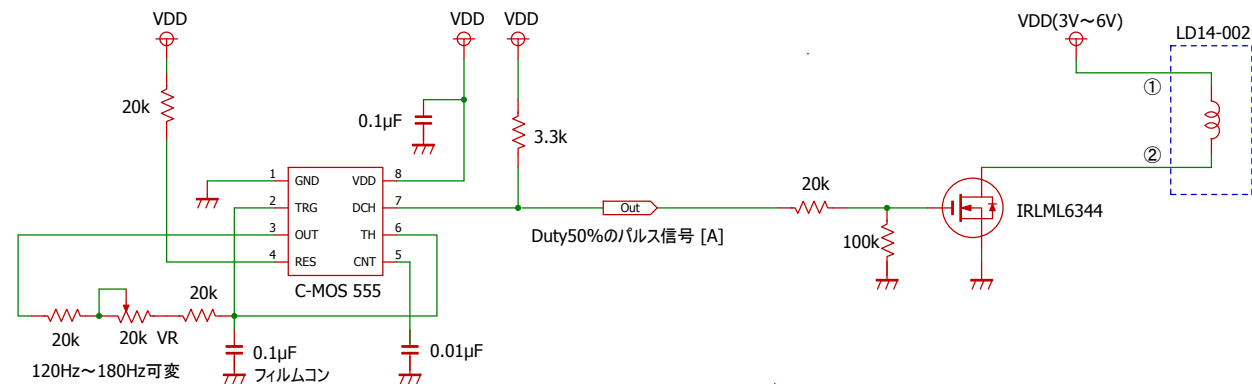 VDD
VDD
VDD
VDD(3V～6V)
LD14-002
20k
0.1µF
3.3k
①
②
1
GND
VDD
8
2
TRG
DCH
7
3
OUT
TH
6
4
RES
CNT
5
C-MOS 555
Out
Duty50%のパルス信号 [A]
20k
100k
IRLML6344
20k
20k VR
20k
0.1µF
フィルムコン
0.01µF
120Hz～180Hz可変